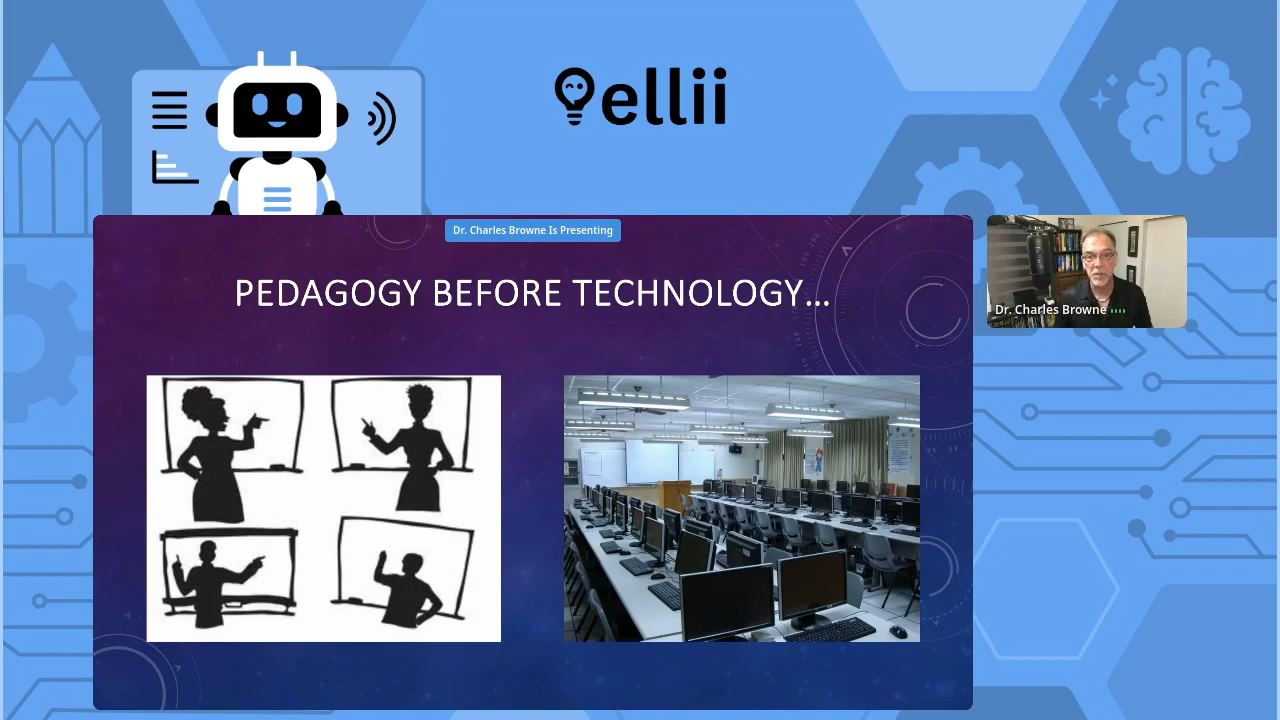 ellii
Dr. Charles Browne Is Presenting
PEDAGOGY BEFORE TECHNOLOGY...
Dr. Charles Browne